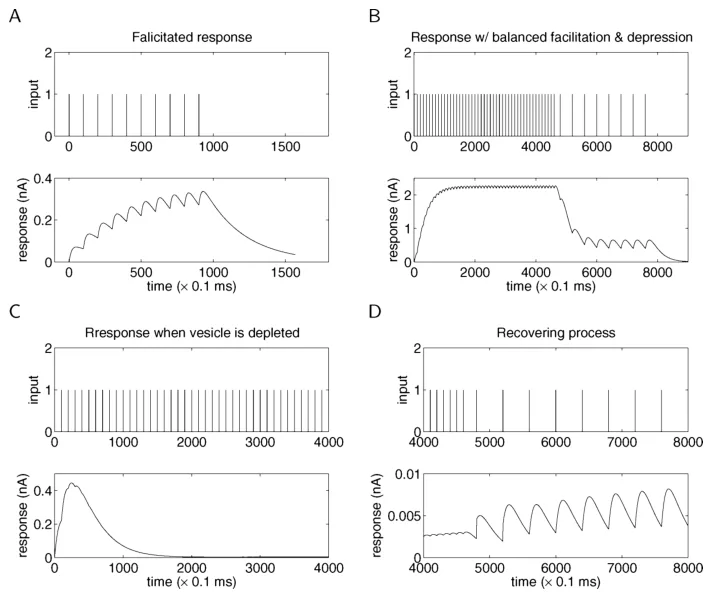 A
Falicitated response
2
1
0
input
0 500 1000 1500
0.4
0.2
0
response (nA)
0 500 1000 1500
time (× 0.1 ms)
B
Response w/ balanced facilitation & depression
2
1
0
input
0 2000 4000 6000 8000
2
1
0
response (nA)
0 2000 4000 6000 8000
time (× 0.1 ms)
C
Rresponse when vesicle is depleted
2
1
0
input
0 1000 2000 3000 4000
0.4
0.2
0
response (nA)
0 1000 2000 3000 4000
time (× 0.1 ms)
D
Recovering process
2
1
0
input
4000 5000 6000 7000 8000
0.01
0.005
0
response (nA)
4000 5000 6000 7000 8000
time (× 0.1 ms)